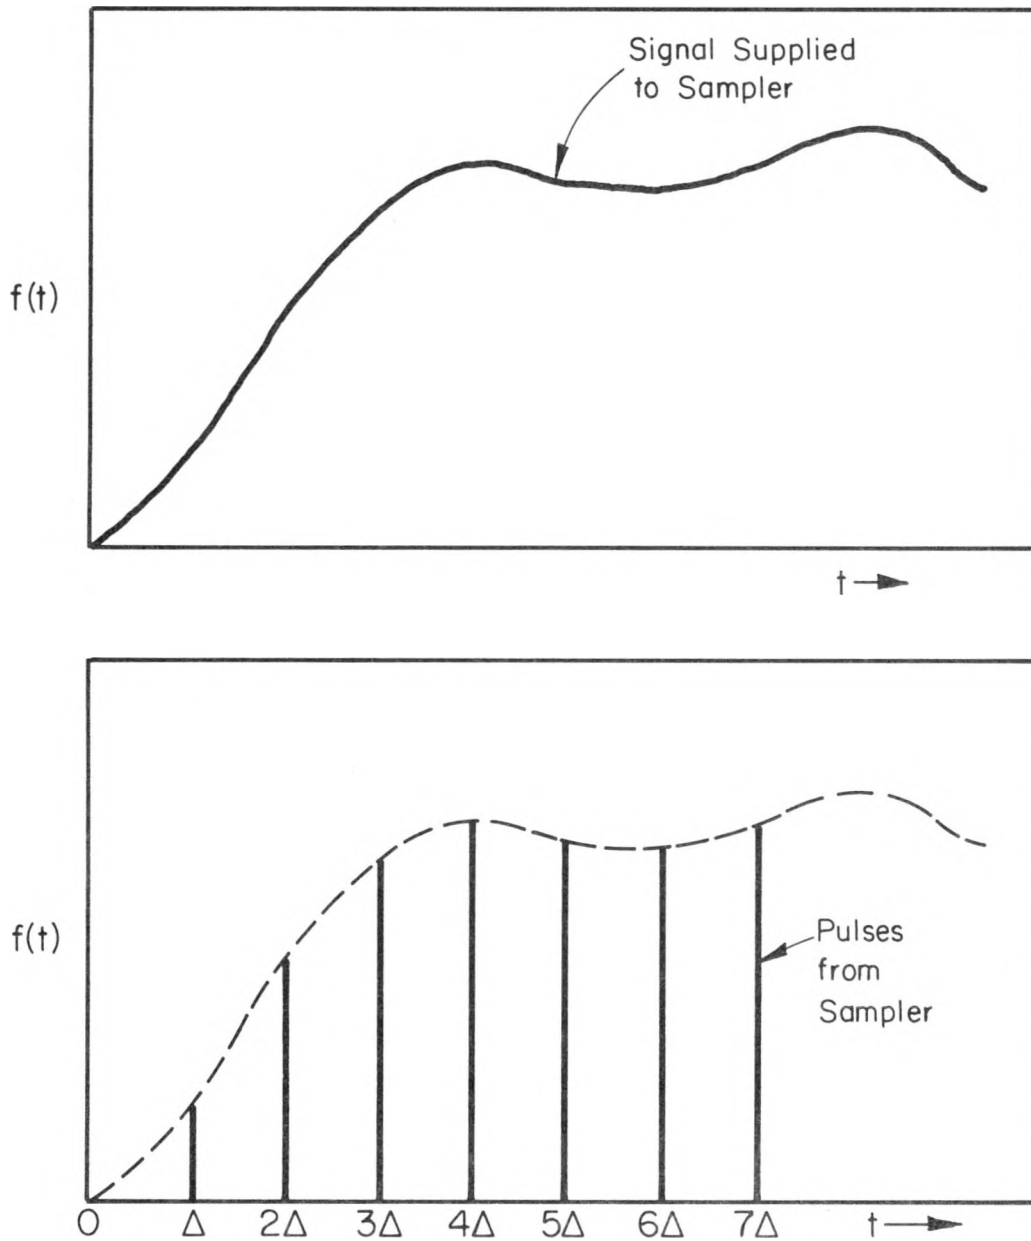 Signal Supplied
to Sampler
f(t)
t
f(t)
Pulses
from
Sampler
0 Δ 2Δ 3Δ 4Δ 5Δ 6Δ 7Δ t